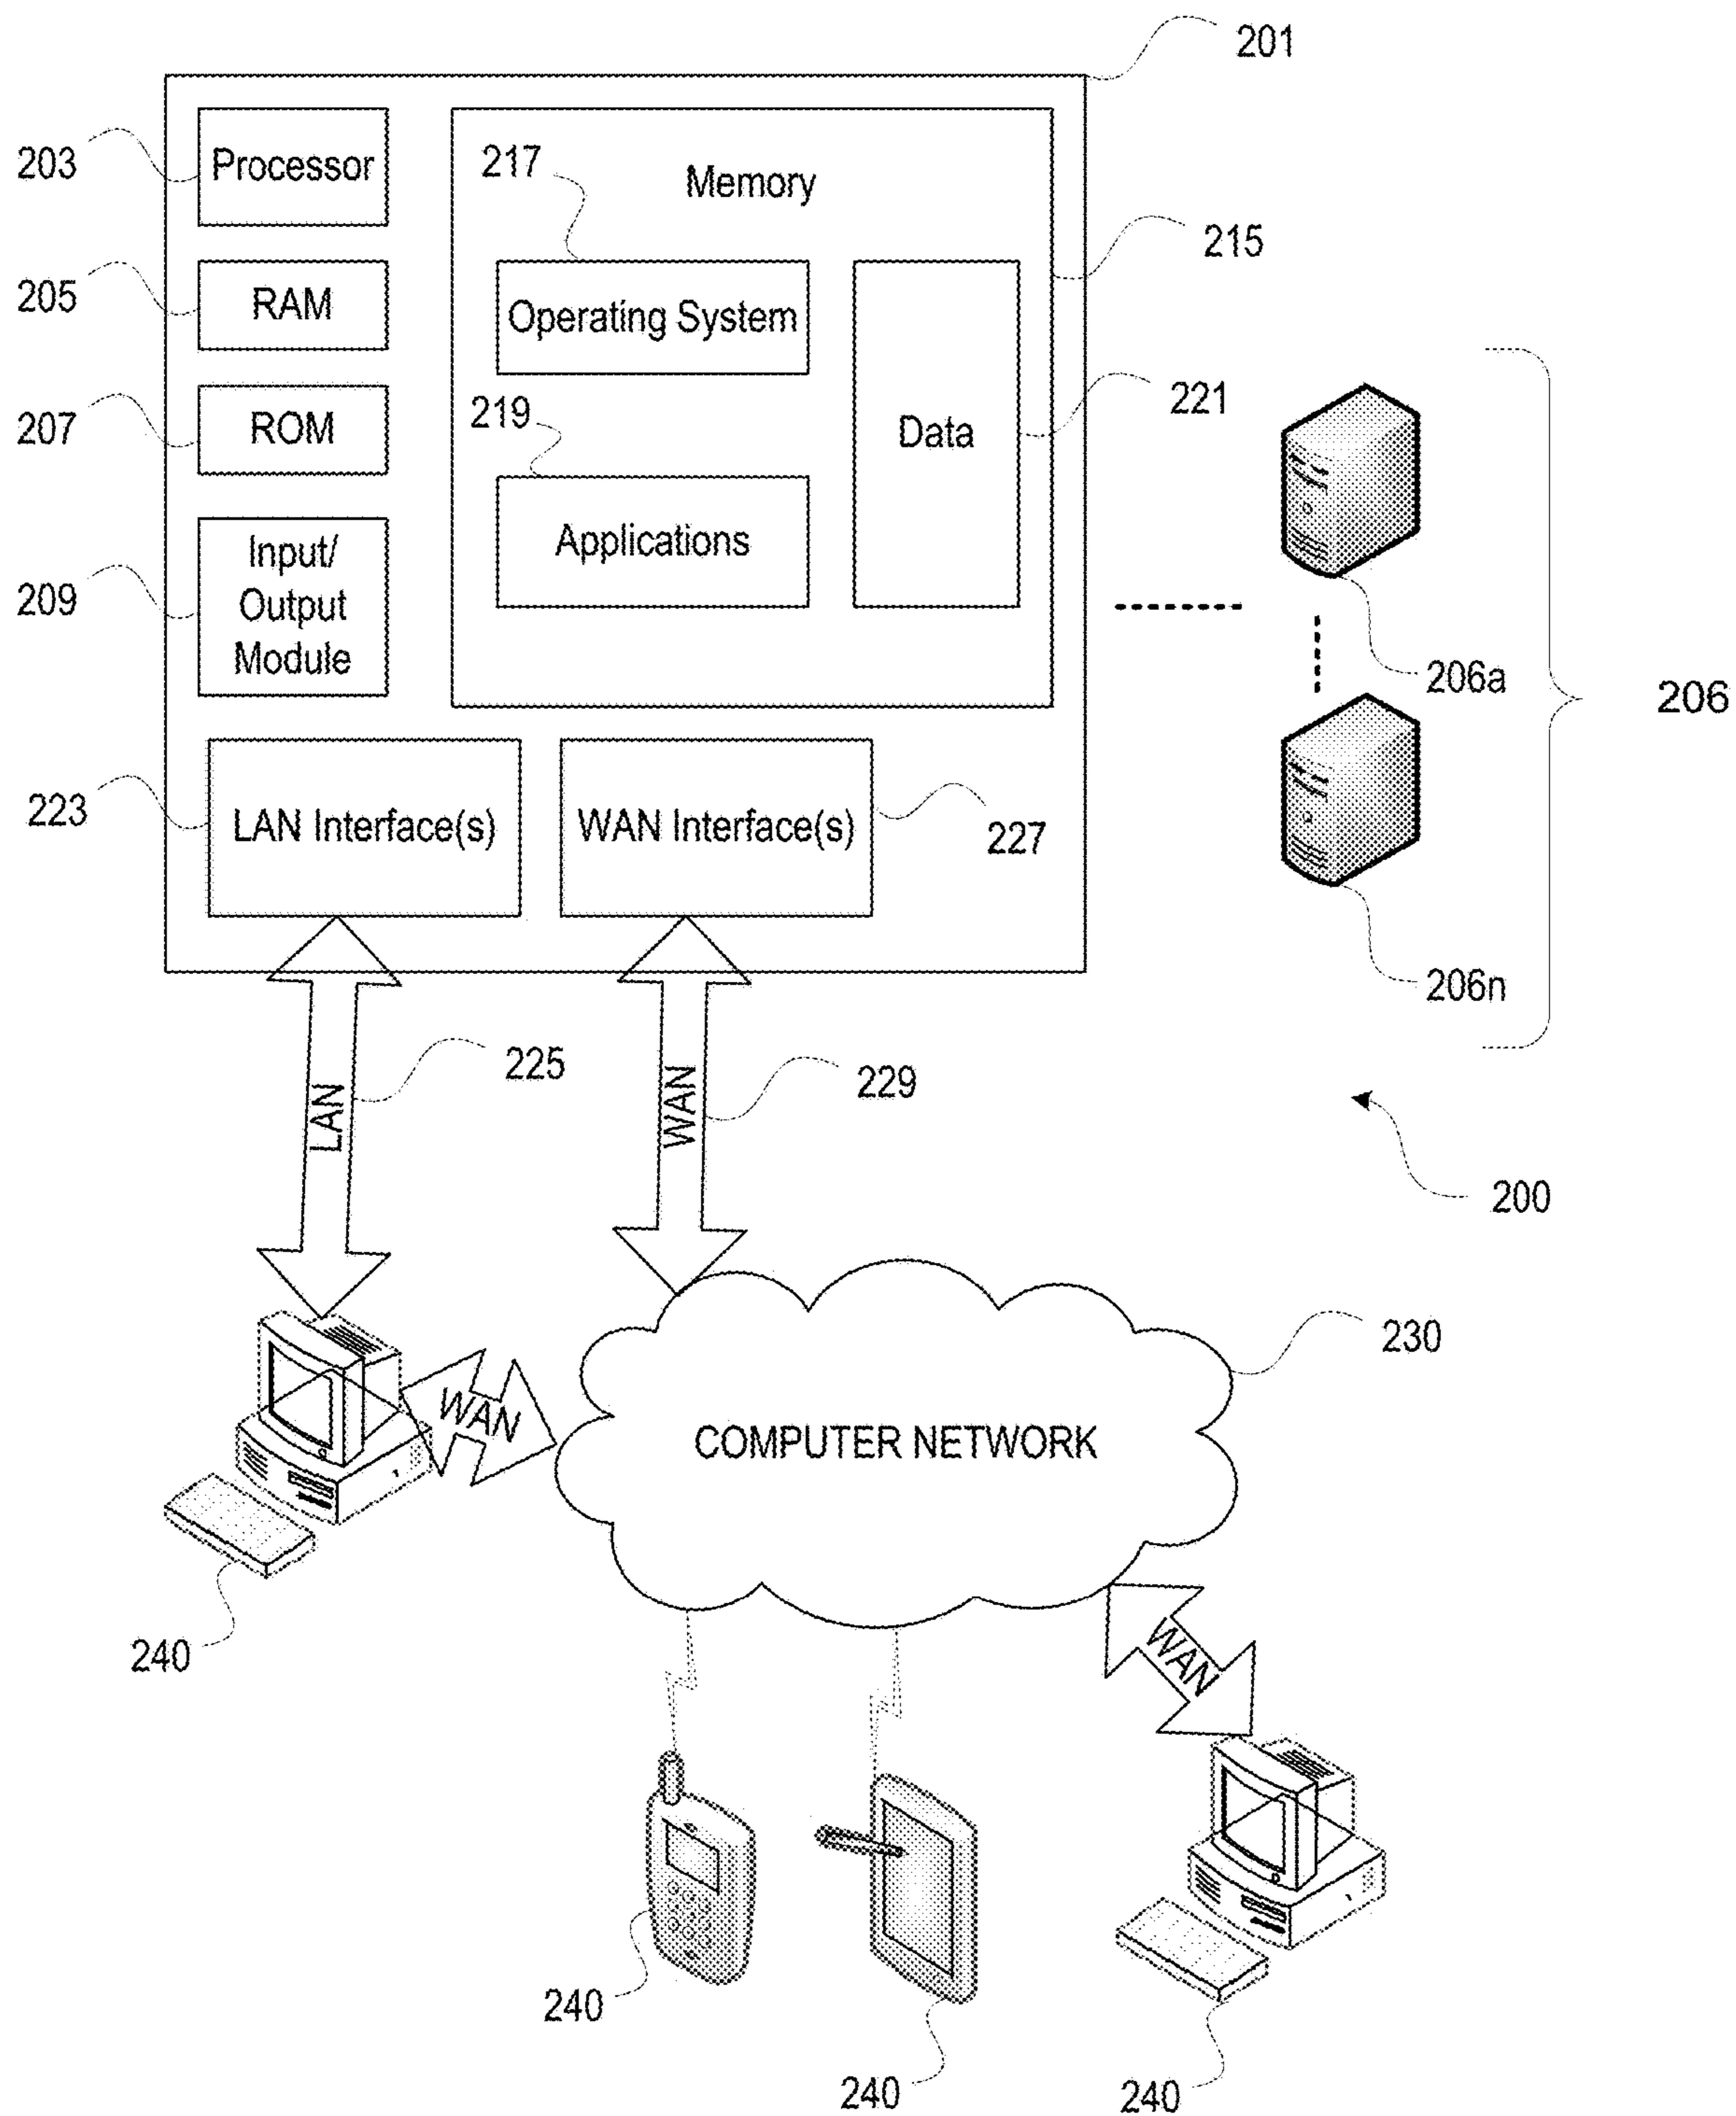 201
203
Processor
217
Memory
215
205
RAM
Operating System
207
ROM
219
Data
221
209
Input/
Output
Module
Applications
206a
206
223
LAN Interface(s)
WAN Interface(s)
227
206n
LAN
225
WAN
229
200
230
WAN
COMPUTER NETWORK
240
WAN
240
240
240